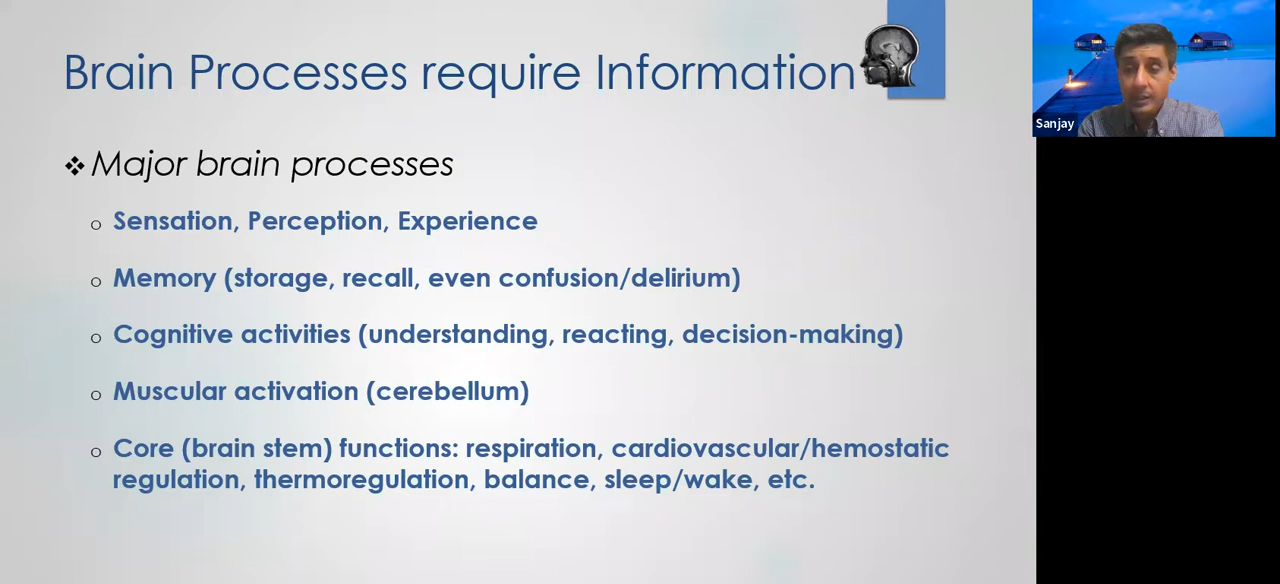 Brain Processes require Information
Major brain processes
Sensation, Perception, Experience
Memory (storage, recall, even confusion/delirium)
Cognitive activities (understanding, reacting, decision-making)
Muscular activation (cerebellum)
Core (brain stem) functions: respiration, cardiovascular/hemostatic
regulation, thermoregulation, balance, sleep/wake, etc.
Sanjay